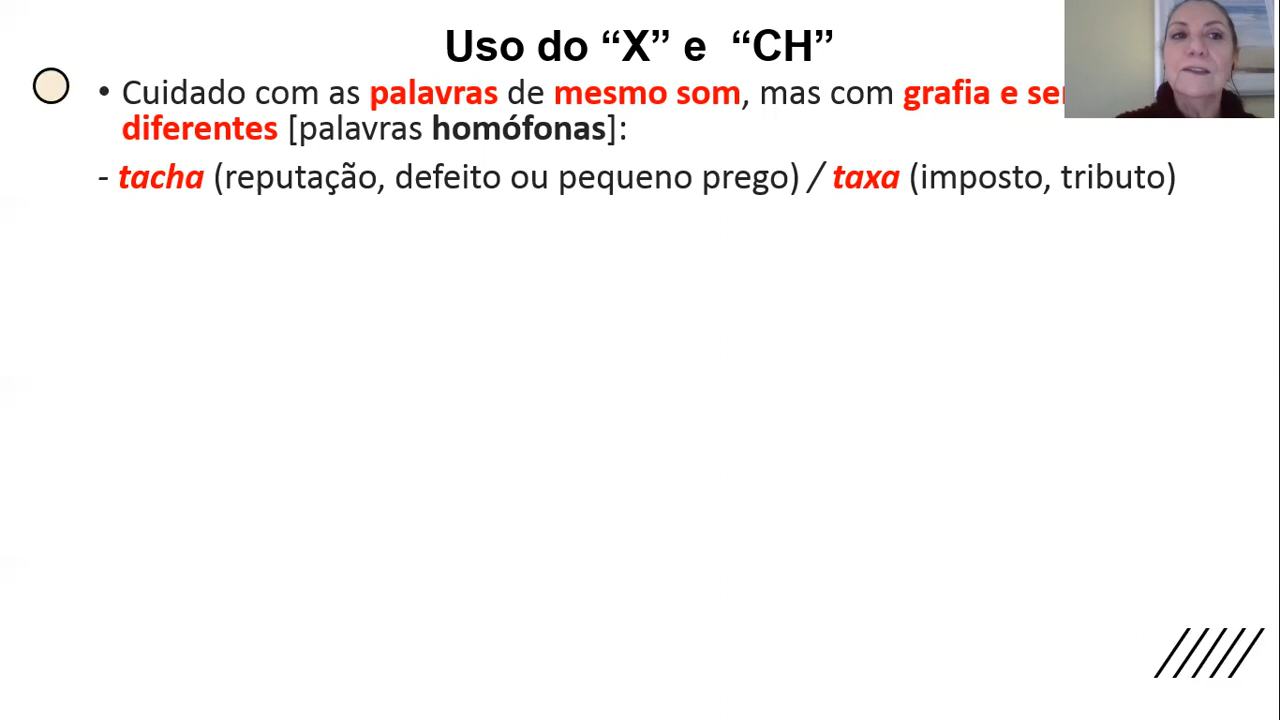 Uso do “X” e “CH”
• Cuidado com as palavras de mesmo som, mas com grafia e
diferentes [palavras homófonas]:
- tacha (reputação, defeito ou pequeno prego) / taxa (imposto, tributo)